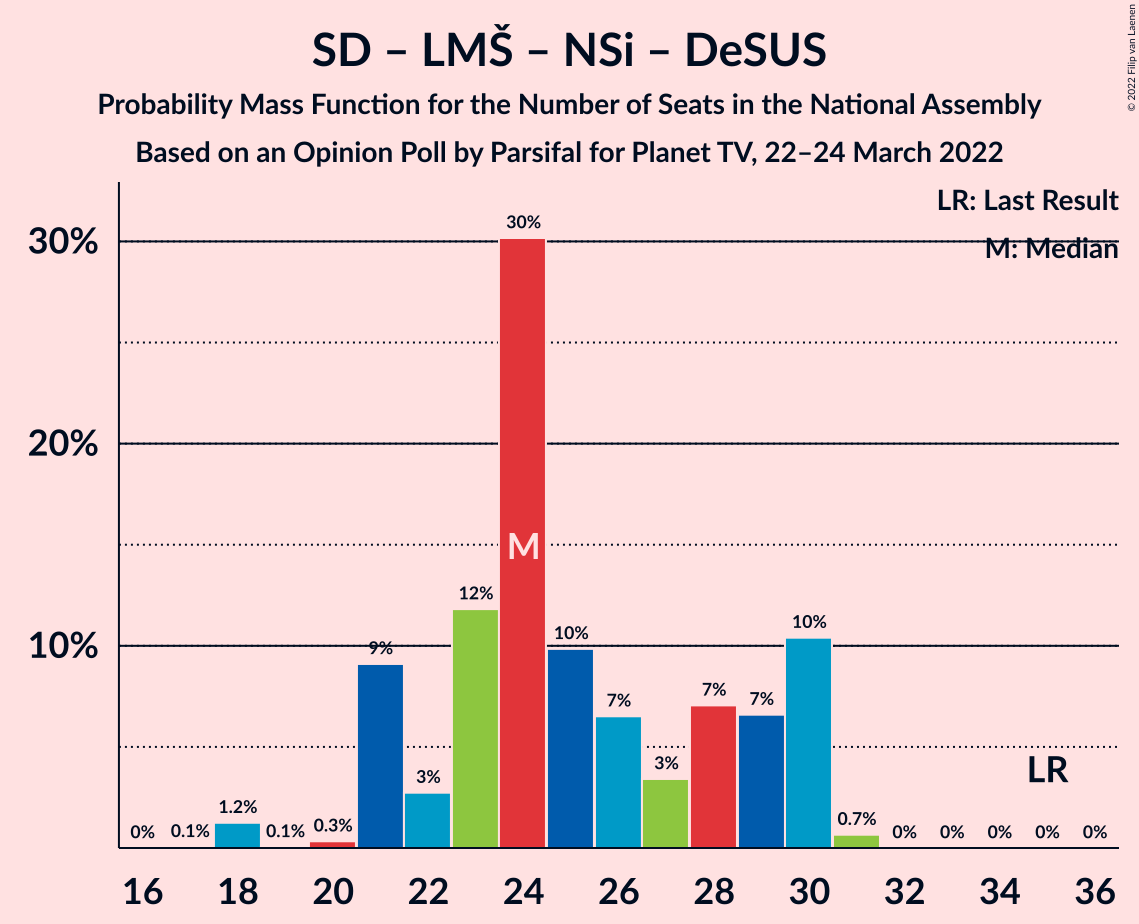 SD – LMŠ – NSi – DeSUS
Probability Mass Function for the Number of Seats in the National Assembly
Based on an Opinion Poll by Parsifal for Planet TV, 22–24 March 2022
© 2022 Filip van Laenen
LR: Last Result
M: Median
30%
20%
10%
0%
0.1%
1.2%
0.1%
0.3%
9%
3%
12%
30%
10%
7%
3%
7%
7%
10%
0.7%
0%
0%
0%
0%
0%
M
LR
16 18 20 22 24 26 28 30 32 34 36